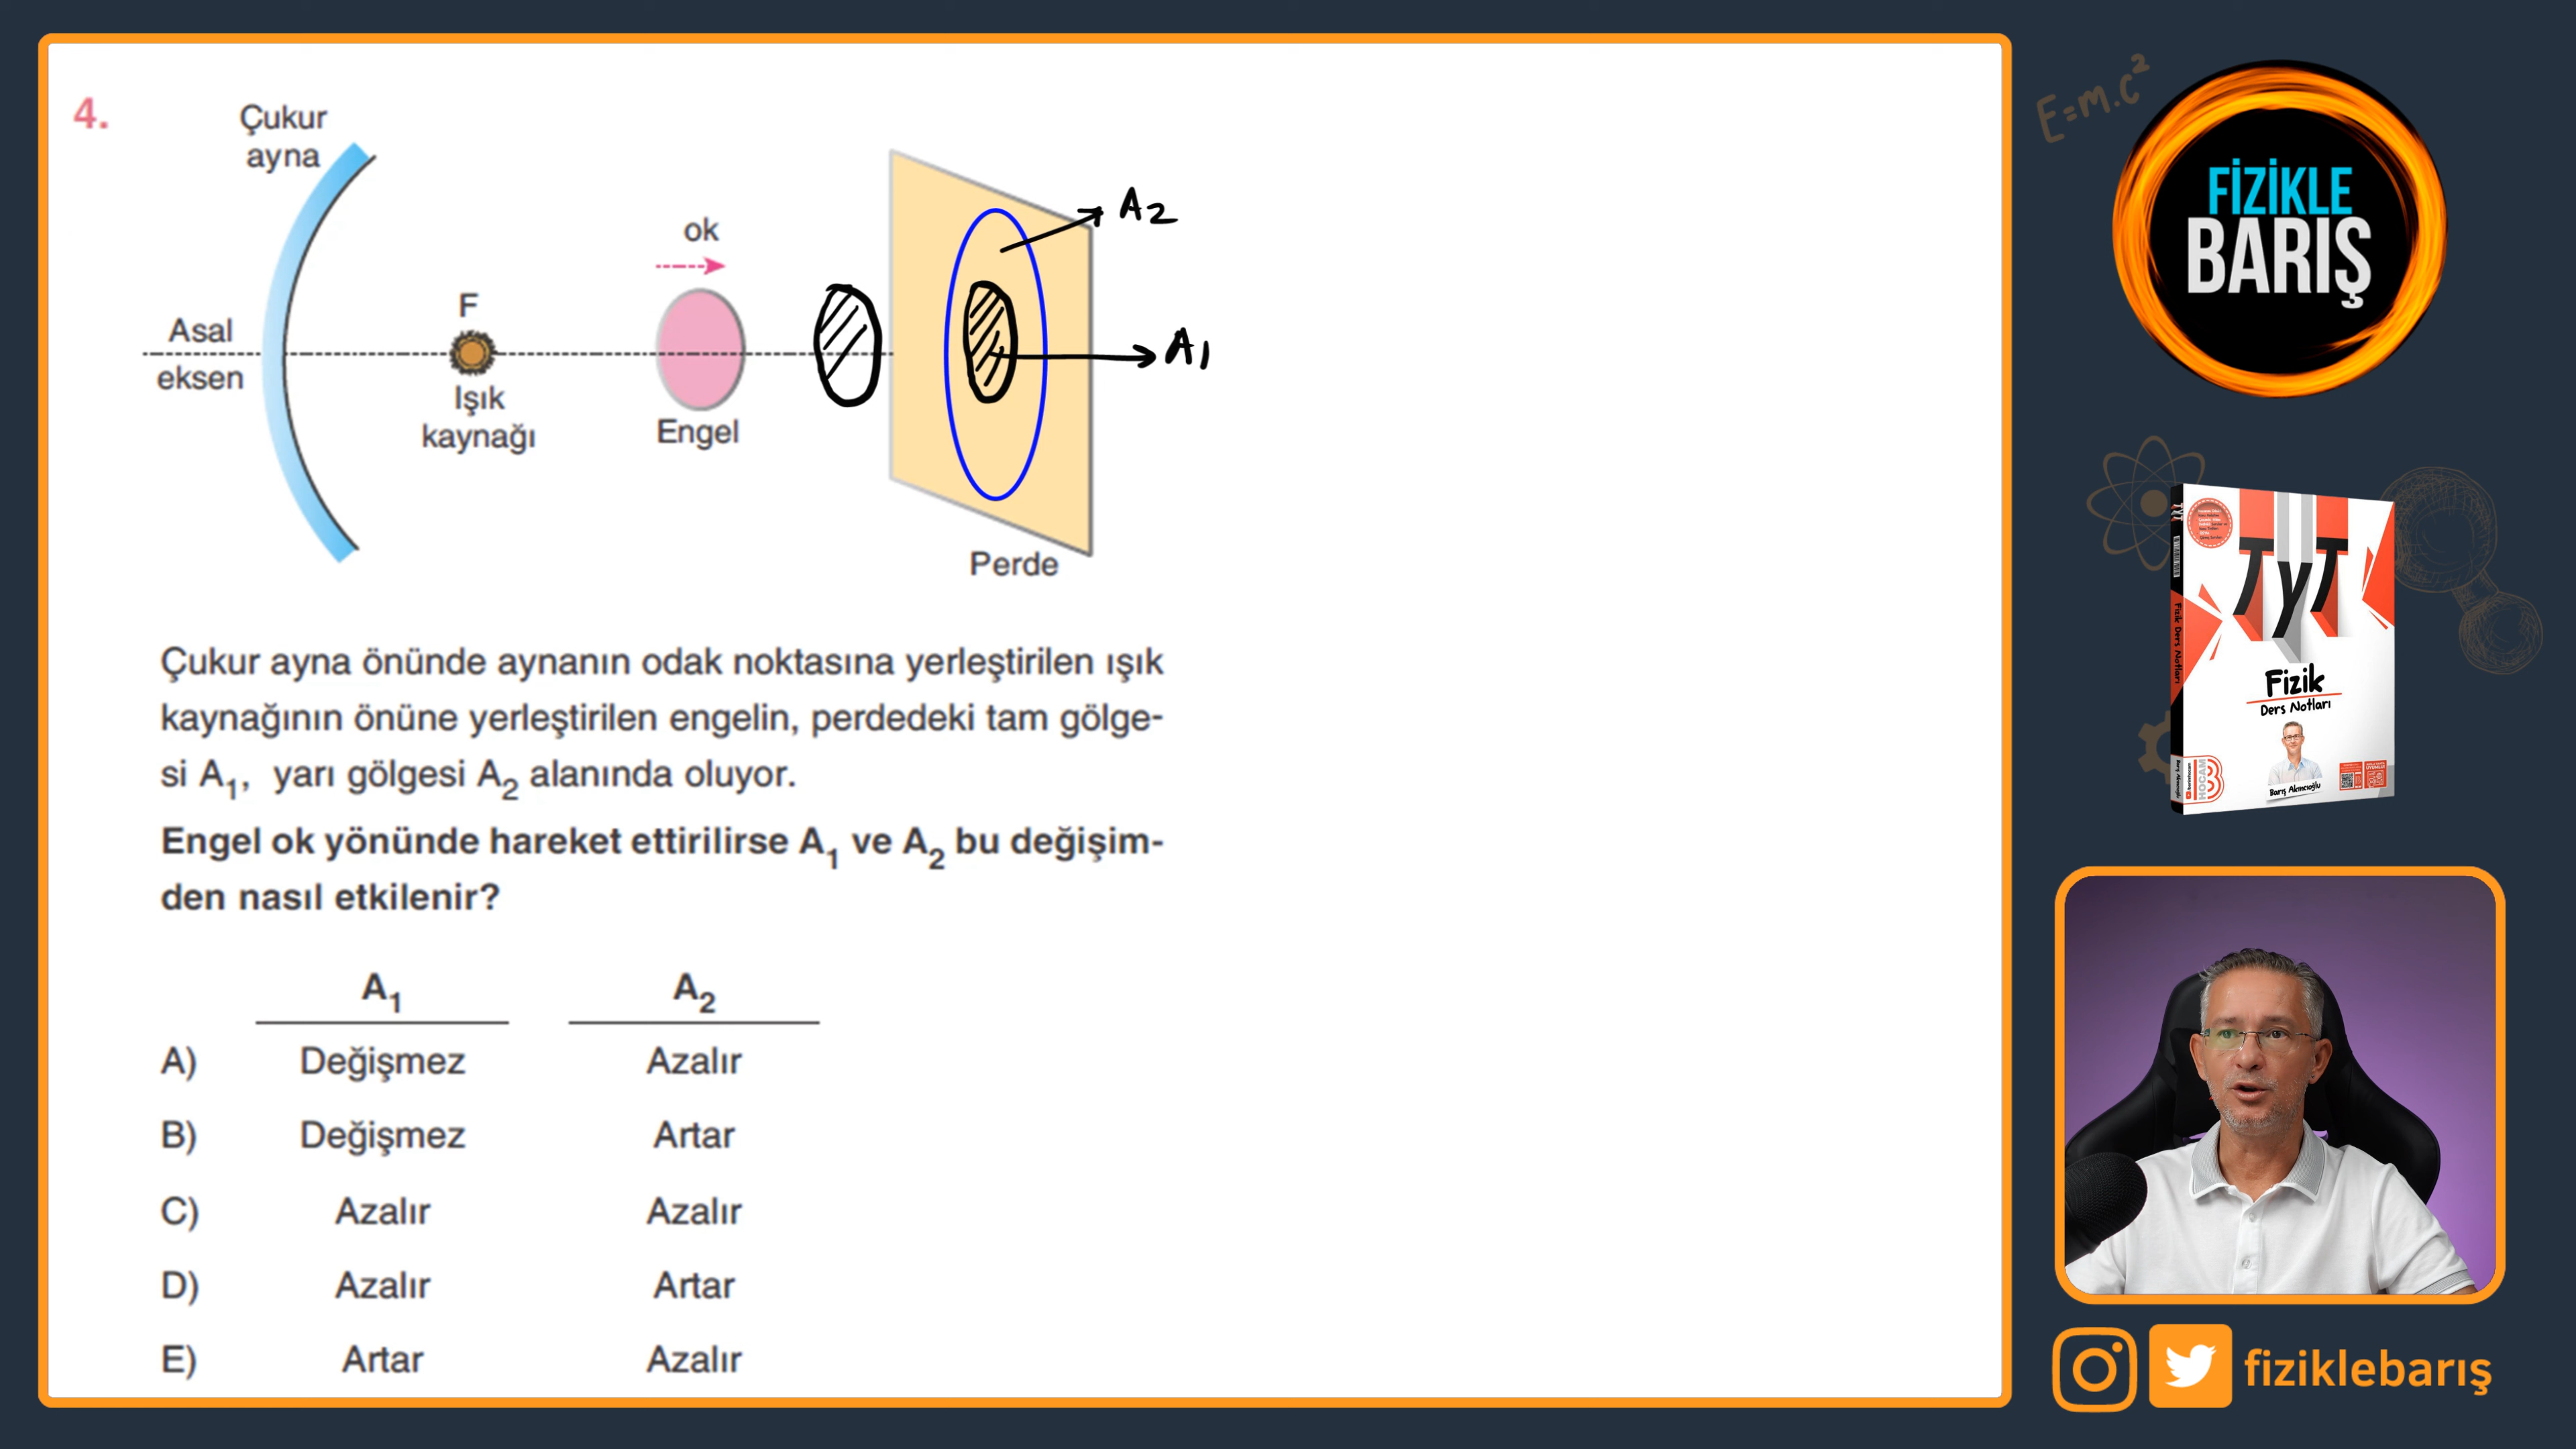 4.
Çukur
ayna
ok
F
Asal
eksen
Işık
kaynağı
Engel
Perde
A2
A1
Çukur ayna önünde aynanın odak noktasına yerleştirilen ışık
kaynağının önüne yerleştirilen engelin, perdedeki tam gölge-
si A1, yarı gölgesi A2 alanında oluyor.
Engel ok yönünde hareket ettirilirse A1 ve A2 bu değişim-
den nasıl etkilenir?
A1 A2
A) Değişmez Azalır
B) Değişmez Artar
C) Azalır Azalır
D) Azalır Artar
E) Artar Azalır
E=m.c²
FİZİKLE
BARIŞ
TYT
Fizik
Ders Notları
Barış Akıncıoğlu
HOCAM
fiziklebarış